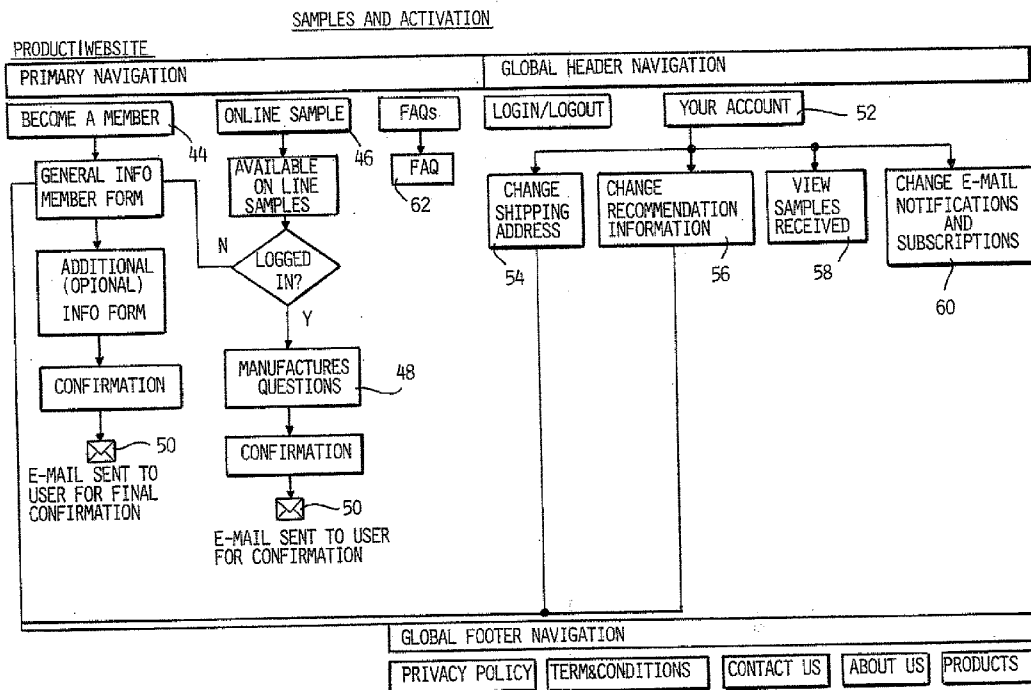 SAMPLES AND ACTIVATION
PRODUCT|WEBSITE
PRIMARY NAVIGATION
GLOBAL HEADER NAVIGATION
BECOME A MEMBER
44
ONLINE SAMPLE
46
FAQs
LOGIN/LOGOUT
YOUR ACCOUNT
52
GENERAL INFO
MEMBER FORM
AVAILABLE
ON LINE
SAMPLES
FAQ
62
CHANGE
SHIPPING
ADDRESS
54
CHANGE
RECOMMENDATION
INFORMATION
56
VIEW
SAMPLES
RECEIVED
58
CHANGE E-MAIL
NOTIFICATIONS
AND
SUBSCRIPTIONS
60
N
LOGGED
IN?
Y
ADDITIONAL
(OPIONAL)
INFO FORM
MANUFACTURES
QUESTIONS
48
CONFIRMATION
50
E-MAIL SENT TO
USER FOR FINAL
CONFIRMATION
CONFIRMATION
50
E-MAIL SENT TO USER
FOR CONFIRMATION
GLOBAL FOOTER NAVIGATION
PRIVACY POLICY
TERM&CONDITIONS
CONTACT US
ABOUT US
PRODUCTS